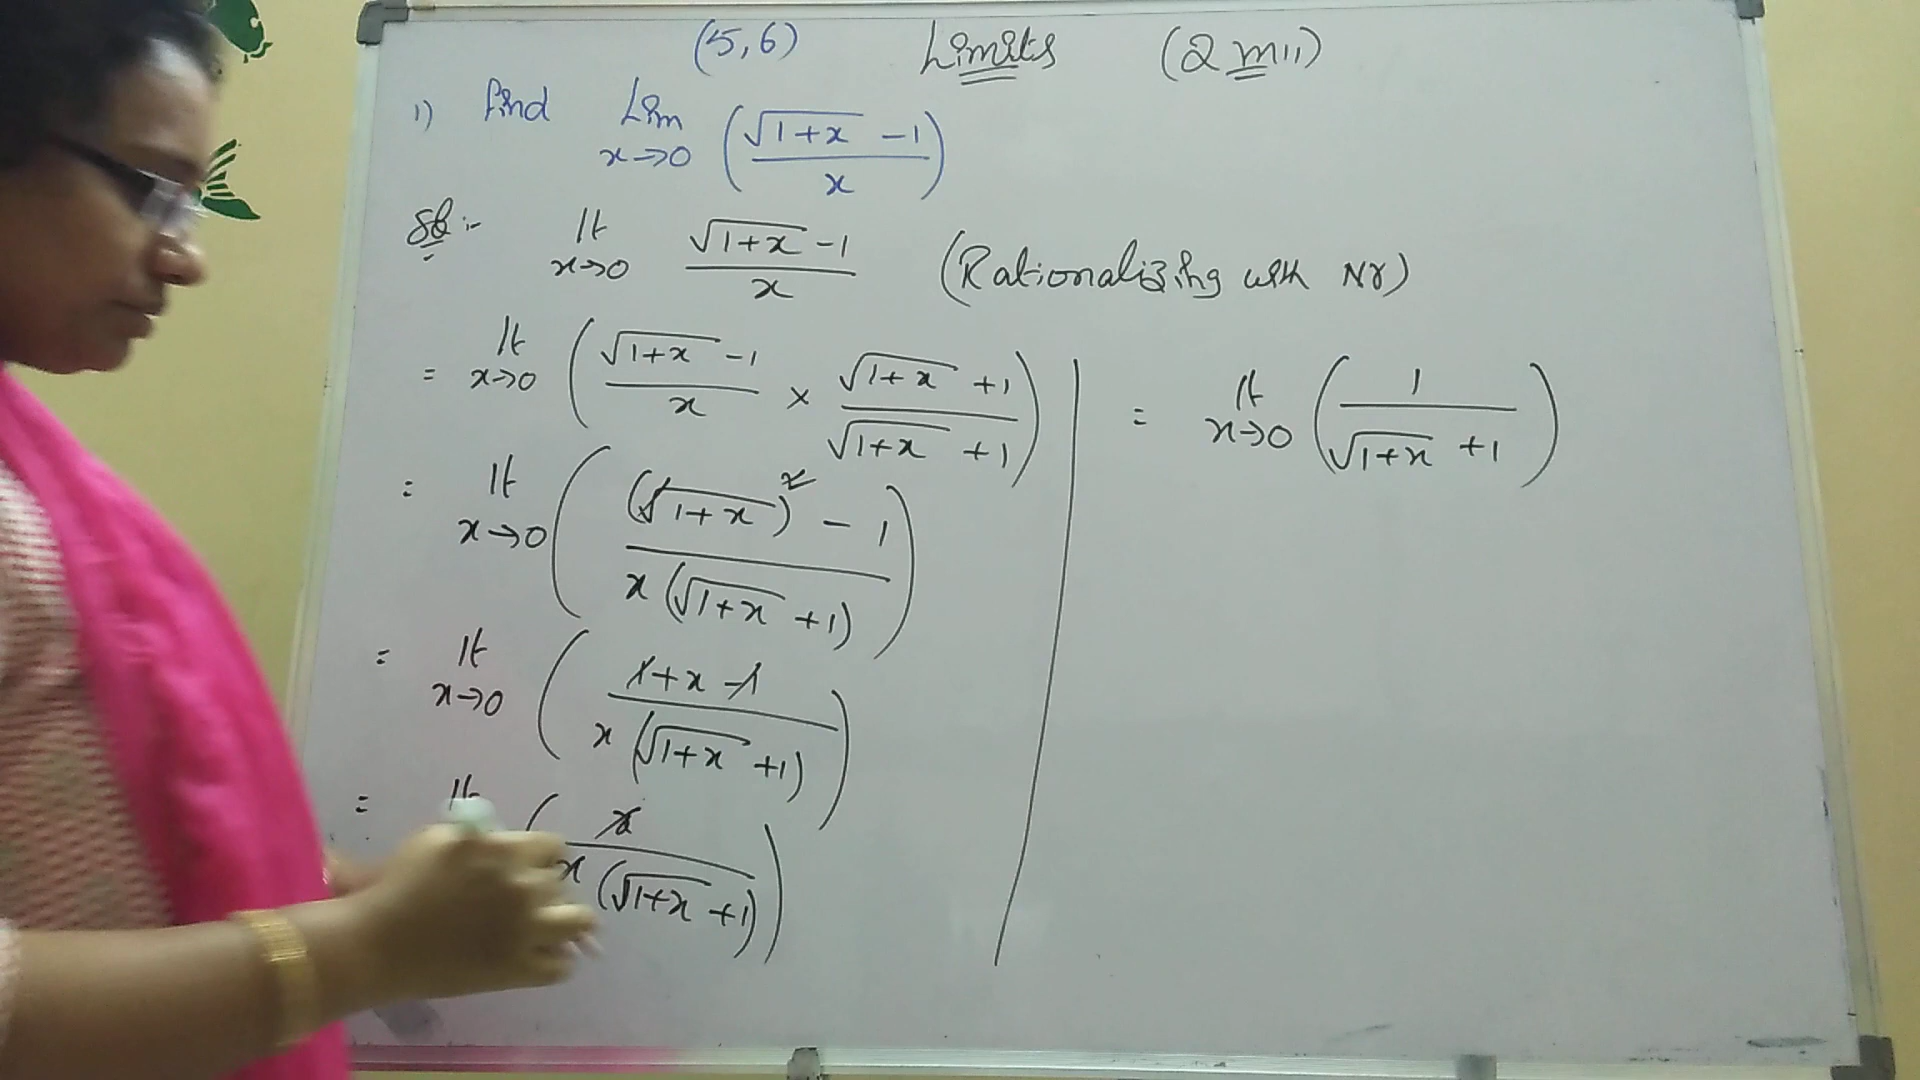 (5,6) Limits (2 m11)
1) find Lim x→0 (√(1+x) - 1 / x)
Sol:- lt x→0 √(1+x) - 1 / x (Rationalizing with Nr)
= lt x→0 (√(1+x) - 1 / x × √(1+x) + 1 / √(1+x) + 1)
= lt x→0 ((√(1+x))² - 1 / x(√(1+x) + 1))
= lt x→0 (1+x-1 / x(√(1+x) + 1))
= lt (x / x(√(1+x) + 1))
= lt x→0 (1 / √(1+x) + 1)